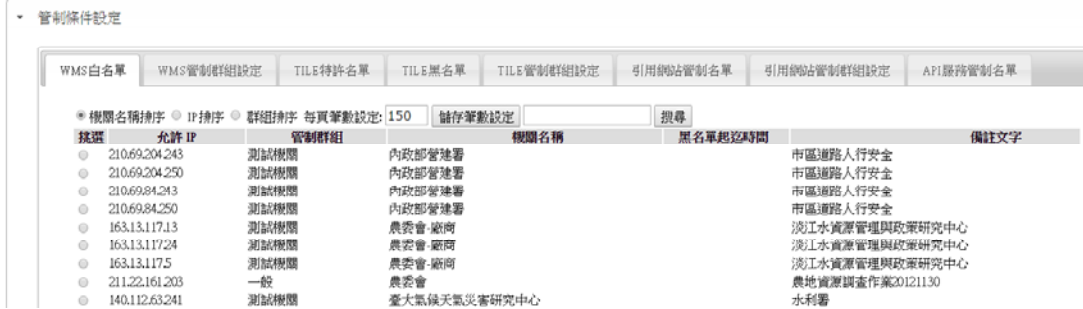 管制條件設定
WMS白名單 WMS管制群組設定 TILE特許名單 TILE黑名單 TILE管制群組設定 引用網站管制名單 引用網站管制群組設定 API服務管制名單
機關名稱排序 IP排序 群組排序 每頁筆數設定: 150 儲存筆數設定 搜尋
挑選 允許 IP 管制群組 機關名稱 黑名單起迄時間 備註文字
210.69.204.243 測試機關 內政部營建署 市區道路人行安全
210.69.204.250 測試機關 內政部營建署 市區道路人行安全
210.69.84.243 測試機關 內政部營建署 市區道路人行安全
210.69.84.250 測試機關 內政部營建署 市區道路人行安全
163.13.117.13 測試機關 農委會-廠商 淡江水資源管理與政策研究中心
163.13.117.24 測試機關 農委會-廠商 淡江水資源管理與政策研究中心
163.13.117.5 測試機關 農委會-廠商 淡江水資源管理與政策研究中心
211.22.161.203 一般 農委會 農地資源調查作業20121130
140.112.63.241 測試機關 臺大氣候天氣災害研究中心 水利署